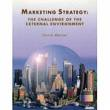 MARKETING STRATEGY:
THE CHALLENGE OF THE
EXTERNAL ENVIRONMENT